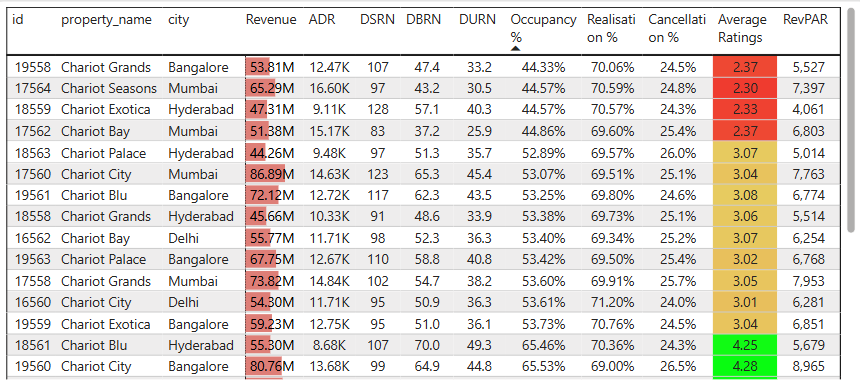 id property_name city Revenue ADR DSRN DBRN DURN Occupancy % Realisati on % Cancellati on % Average Ratings RevPAR
19558 Chariot Grands Bangalore 53.81M 12.47K 107 47.4 33.2 44.33% 70.06% 24.5% 2.37 5,527
17564 Chariot Seasons Mumbai 65.29M 16.60K 97 43.2 30.5 44.57% 70.59% 24.8% 2.30 7,397
18559 Chariot Exotica Hyderabad 47.31M 9.11K 128 57.1 40.3 44.57% 70.57% 24.3% 2.33 4,061
17562 Chariot Bay Mumbai 51.38M 15.17K 83 37.2 25.9 44.86% 69.60% 25.4% 2.37 6,803
18563 Chariot Palace Hyderabad 44.26M 9.48K 97 51.3 35.7 52.89% 69.57% 26.0% 3.07 5,014
17560 Chariot City Mumbai 86.89M 14.63K 123 65.3 45.4 53.07% 69.51% 25.1% 3.04 7,763
19561 Chariot Blu Bangalore 72.12M 12.72K 117 62.3 43.5 53.25% 69.80% 24.6% 3.08 6,774
18558 Chariot Grands Hyderabad 45.66M 10.33K 91 48.6 33.9 53.38% 69.73% 25.1% 3.06 5,514
16562 Chariot Bay Delhi 55.77M 11.71K 98 52.3 36.3 53.40% 69.34% 25.2% 3.07 6,254
19563 Chariot Palace Bangalore 67.75M 12.67K 110 58.8 40.8 53.42% 69.50% 25.4% 3.02 6,768
17558 Chariot Grands Mumbai 73.82M 14.84K 102 54.7 38.2 53.60% 69.91% 25.7% 3.05 7,953
16560 Chariot City Delhi 54.30M 11.71K 95 50.9 36.3 53.61% 71.20% 24.0% 3.01 6,281
19559 Chariot Exotica Bangalore 59.23M 12.75K 95 51.0 36.1 53.73% 70.76% 24.5% 3.04 6,851
18561 Chariot Blu Hyderabad 55.30M 8.68K 107 70.0 49.3 65.46% 70.36% 24.3% 4.25 5,679
19560 Chariot City Bangalore 80.76M 13.68K 99 64.9 44.8 65.53% 69.00% 26.5% 4.28 8,965